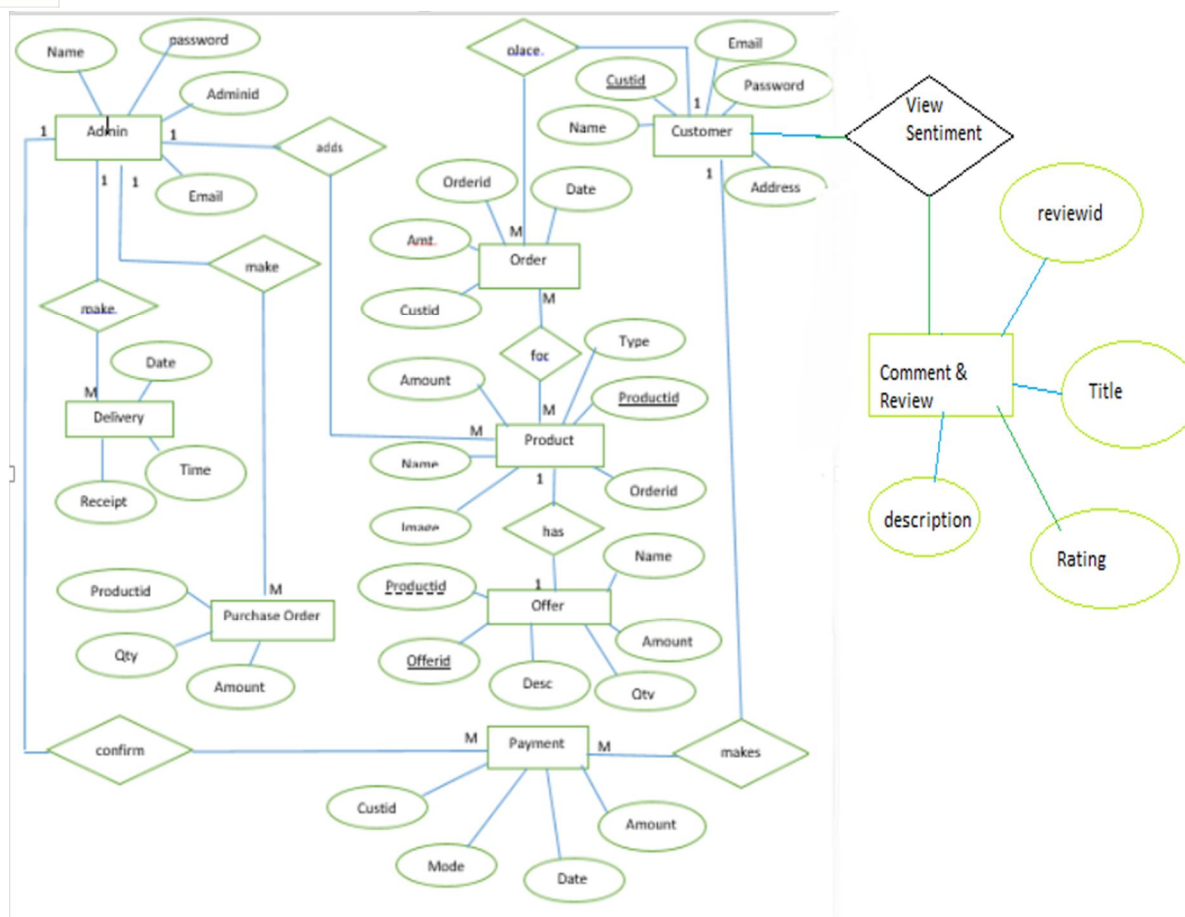 Name
password
Adminid
Admin
Email
1
1
1
1
adds
make
make.
M
Date
Delivery
Time
Receipt
M
Productid
Purchase Order
Qty
Amount
place.
Email
Custid
Password
1
Name
Customer
1
Address
Orderid
Date
M
Amt.
Order
Custid
M
for
Type
Amount
Productid
M
M
Product
Name
1
Orderid
Image
has
Name
Productid
1
Offer
Amount
Offerid
Desc
Qty
confirm
M
Payment
M
makes
Custid
Amount
Mode
Date
View
Sentiment
reviewid
Comment &
Review
Title
description
Rating